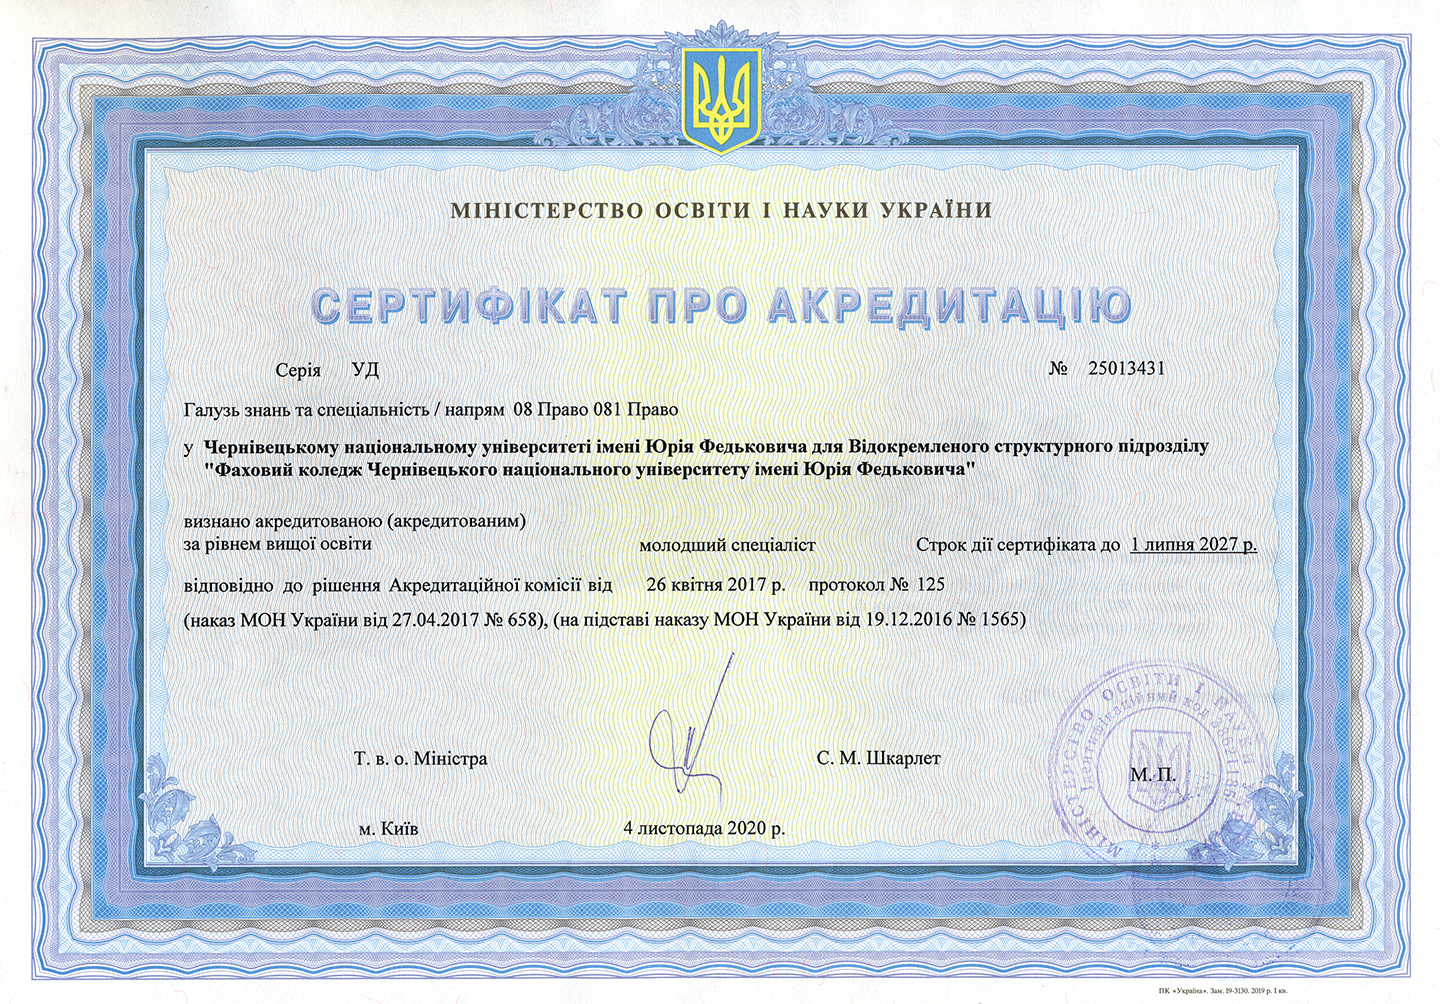 МІНІСТЕРСТВО ОСВІТИ І НАУКИ УКРАЇНИ
СЕРТИФІКАТ ПРО АКРЕДИТАЦІЮ
Серія УД № 25013431
Галузь знань та спеціальність / напрям 08 Право 081 Право
у Чернівецькому національному університеті імені Юрія Федьковича для Відокремленого структурного підрозділу
"Фаховий коледж Чернівецького національного університету імені Юрія Федьковича"
визнано акредитованою (акредитованим)
за рівнем вищої освіти молодший спеціаліст Строк дії сертифіката до 1 липня 2027 р.
відповідно до рішення Акредитаційної комісії від 26 квітня 2017 р. протокол № 125
(наказ МОН України від 27.04.2017 № 658), (на підставі наказу МОН України від 19.12.2016 № 1565)
Т. в. о. Міністра С. М. Шкарлет
М. П.
МІНІСТЕРСТВО ОСВІТИ І НАУКИ
Ідентифікаційний код 38621185
м. Київ 4 листопада 2020 р.
ПК «Україна». Зам. 19-3130. 2019 р. І кв.